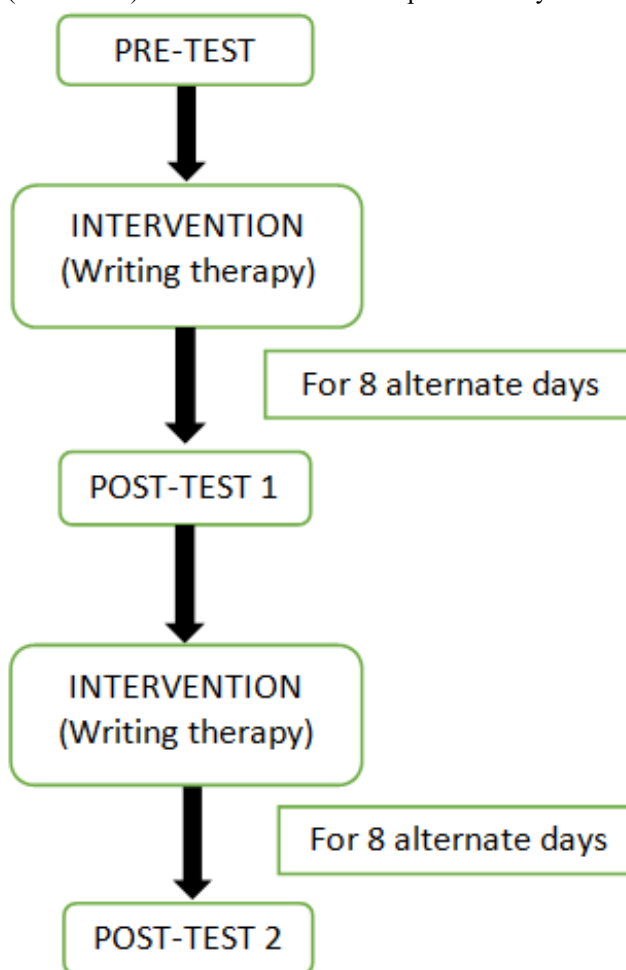 PRE-TEST
INTERVENTION
(Writing therapy)
For 8 alternate days
POST-TEST 1
INTERVENTION
(Writing therapy)
For 8 alternate days
POST-TEST 2